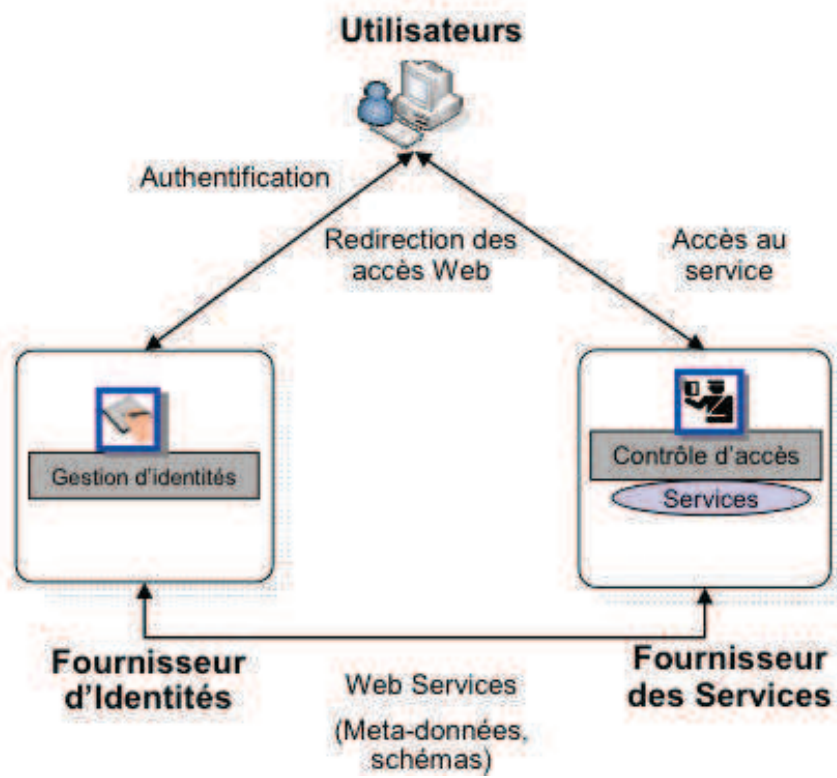 Utilisateurs
Authentification
Redirection des
accès Web
Accès au
service
Gestion d'identités
Contrôle d'accès
Services
Fournisseur
d'Identités
Fournisseur
des Services
Web Services
(Meta-données,
schémas)